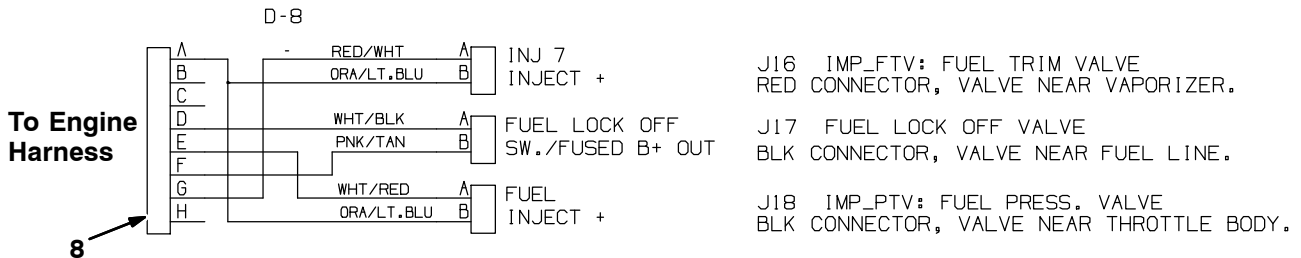 D-8
A - RED/WHT A INJ 7
B ORA/LT.BLU B INJECT +
C
D WHT/BLK A FUEL LOCK OFF
E PNK/TAN B SW./FUSED B+ OUT
F
G WHT/RED A FUEL
H ORA/LT.BLU B INJECT +
To Engine
Harness
8
J16 IMP_FTV: FUEL TRIM VALVE
RED CONNECTOR, VALVE NEAR VAPORIZER.
J17 FUEL LOCK OFF VALVE
BLK CONNECTOR, VALVE NEAR FUEL LINE.
J18 IMP_PTV: FUEL PRESS. VALVE
BLK CONNECTOR, VALVE NEAR THROTTLE BODY.